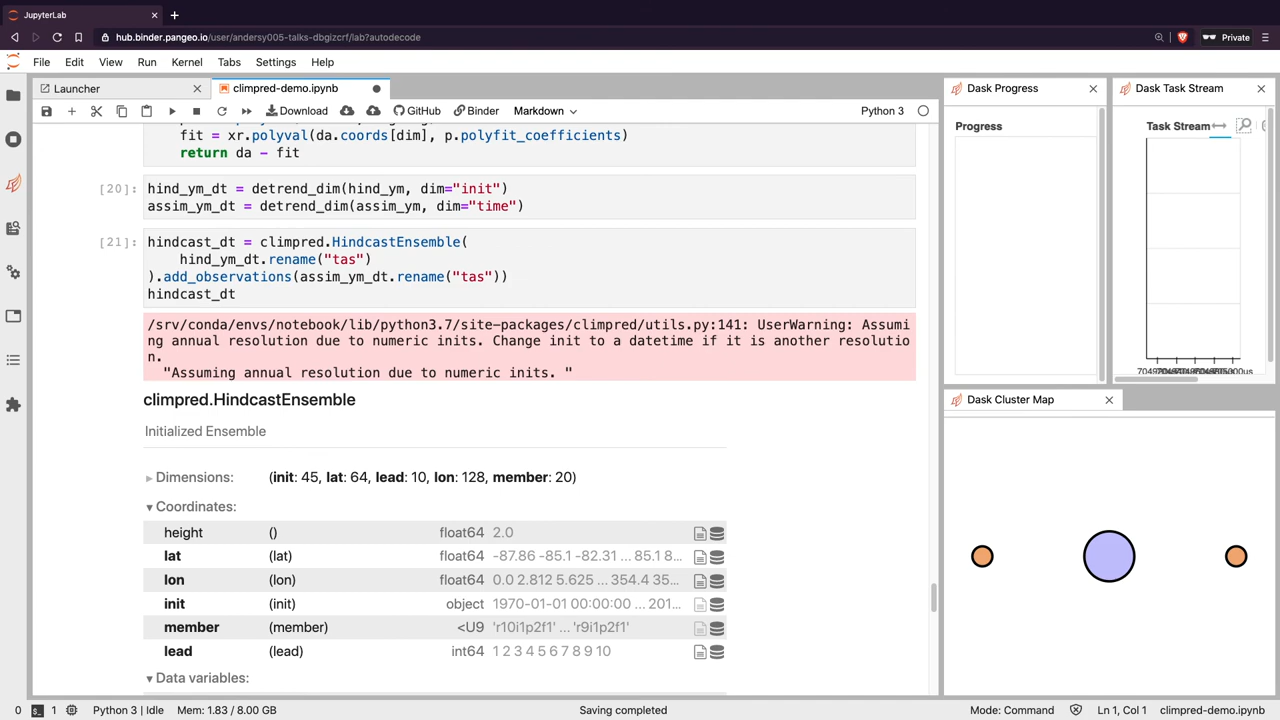 JupyterLab
hub.binder.pangeo.io/user/andersy005-talks-dbgizcrf/lab?autodecode
Private
File Edit View Run Kernel Tabs Settings Help
Launcher
climpred-demo.ipynb
Download GitHub Binder Markdown Python 3
fit = xr.polyval(da.coords[dim], p.polyfit_coefficients)
return da - fit
[20]: hind_ym_dt = detrend_dim(hind_ym, dim="init")
assim_ym_dt = detrend_dim(assim_ym, dim="time")
[21]: hindcast_dt = climpred.HindcastEnsemble(
hind_ym_dt.rename("tas")
).add_observations(assim_ym_dt.rename("tas"))
hindcast_dt
/srv/conda/envs/notebook/lib/python3.7/site-packages/climpred/utils.py:141: UserWarning: Assumi
ng annual resolution due to numeric inits. Change init to a datetime if it is another resolutio
n.
"Assuming annual resolution due to numeric inits. "
climpred.HindcastEnsemble
Initialized Ensemble
Dimensions: (init: 45, lat: 64, lead: 10, lon: 128, member: 20)
Coordinates:
height () float64 2.0
lat (lat) float64 -87.86 -85.1 -82.31 ... 85.1 8...
lon (lon) float64 0.0 2.812 5.625 ... 354.4 35...
init (init) object 1970-01-01 00:00:00 ... 201...
member (member) <U9 'r10i1p2f1' ... 'r9i1p2f1'
lead (lead) int64 1 2 3 4 5 6 7 8 9 10
Data variables:
Dask Progress
Progress
Dask Task Stream
Task Stream
Dask Cluster Map
0 1 Python 3 | Idle Mem: 1.83 / 8.00 GB Saving completed Mode: Command Ln 1, Col 1 climpred-demo.ipynb